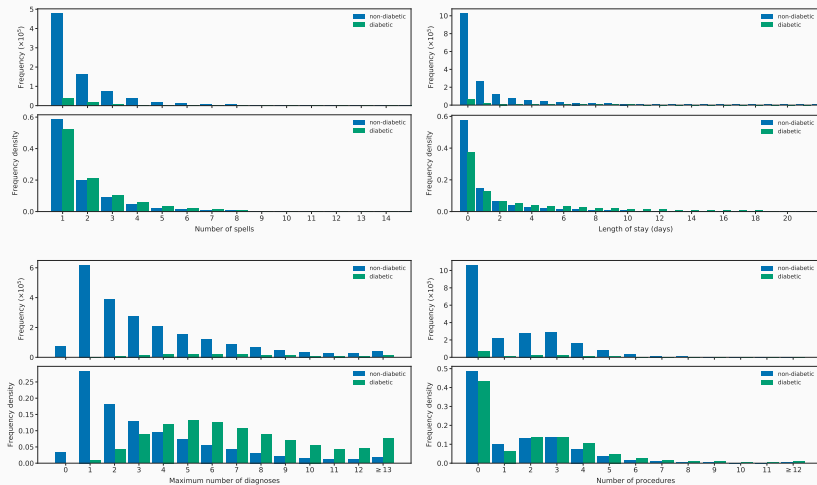 Frequency (×10⁵)
5
4
3
2
1
0
non-diabetic
diabetic
Frequency density
0.6
0.4
0.2
0.0
non-diabetic
diabetic
1 2 3 4 5 6 7 8 9 10 11 12 13 14
Number of spells
Frequency (×10⁵)
10
8
6
4
2
0
non-diabetic
diabetic
Frequency density
0.6
0.4
0.2
0.0
non-diabetic
diabetic
0 2 4 6 8 10 12 14 16 18 20
Length of stay (days)
Frequency (×10⁵)
6
4
2
0
non-diabetic
diabetic
Frequency density
0.25
0.20
0.15
0.10
0.05
0.00
non-diabetic
diabetic
0 1 2 3 4 5 6 7 8 9 10 11 12 ≥13
Maximum number of diagnoses
Frequency (×10⁵)
10
8
6
4
2
0
non-diabetic
diabetic
Frequency density
0.5
0.4
0.3
0.2
0.1
0.0
non-diabetic
diabetic
0 1 2 3 4 5 6 7 8 9 10 11 ≥12
Number of procedures